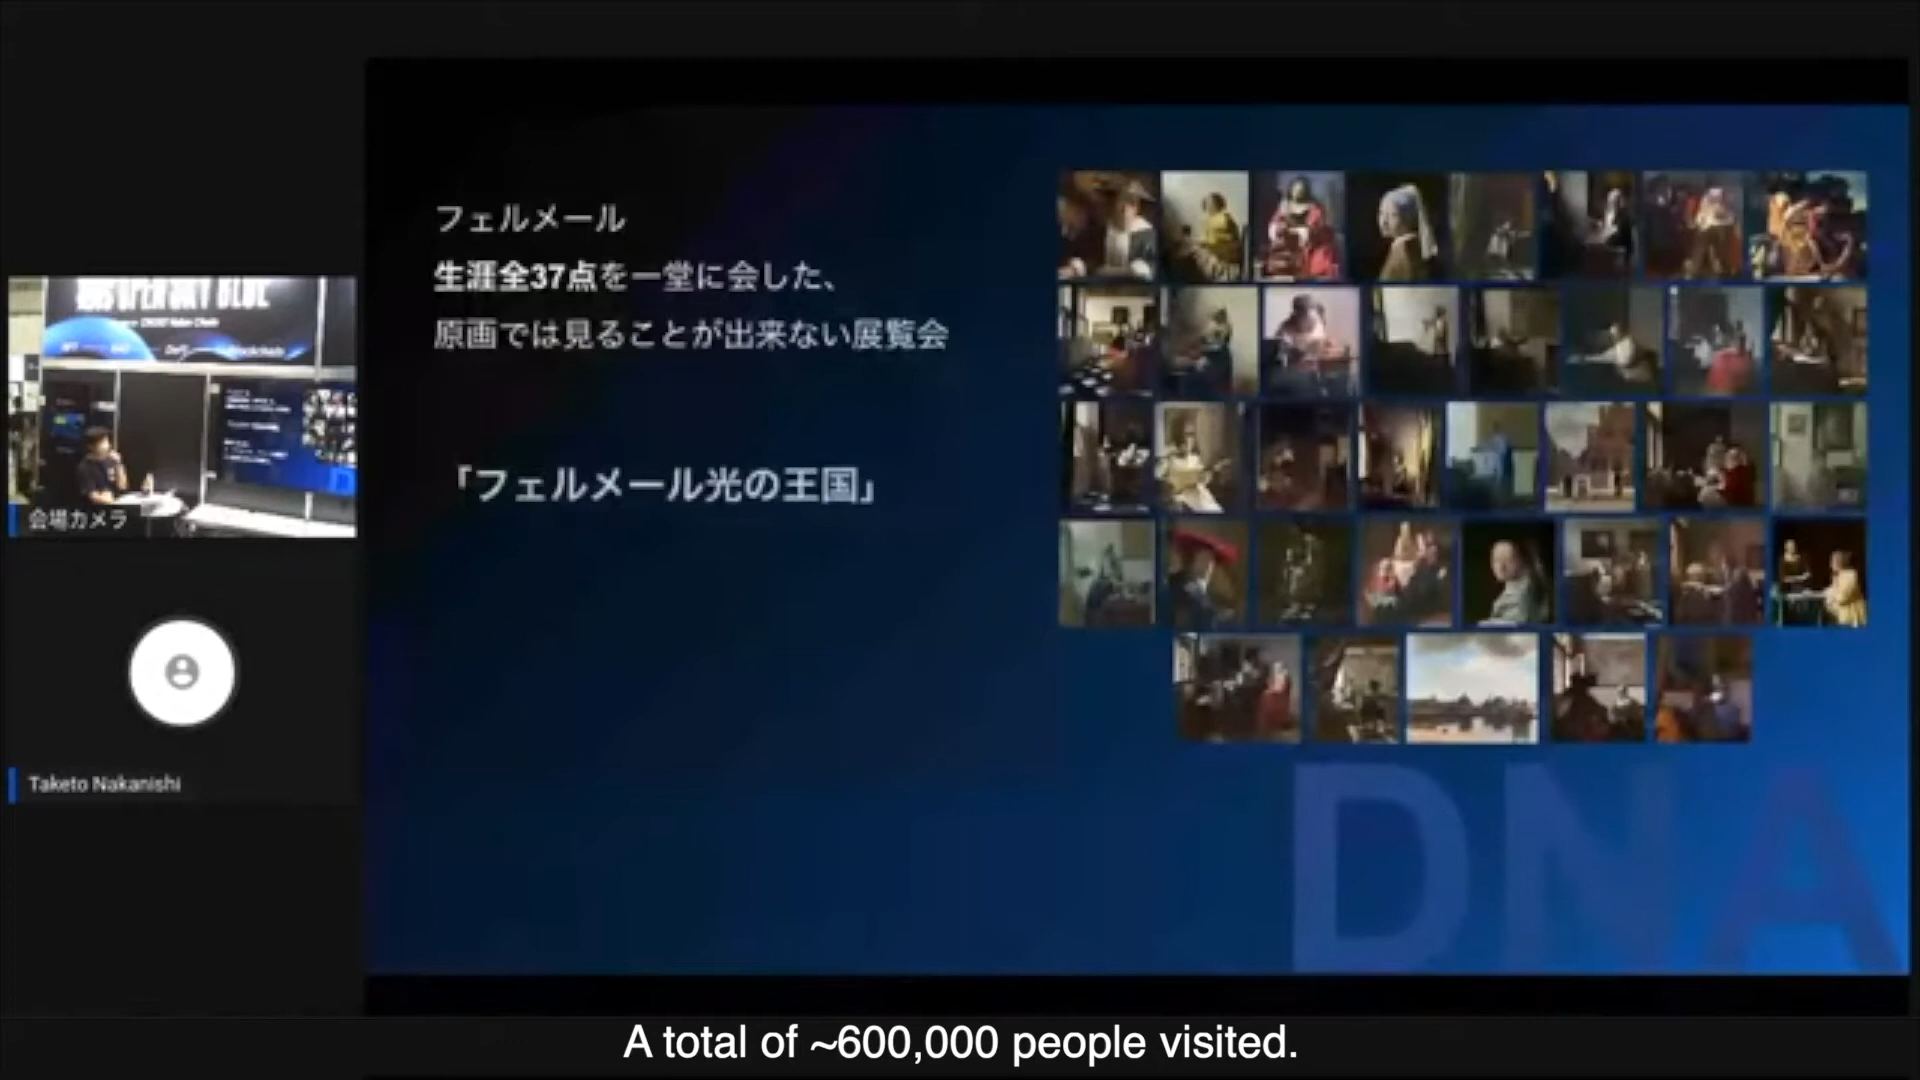 フェルメール
生涯全37点を一堂に会した、
原画では見ることが出来ない展覧会
「フェルメール光の王国」
会場カメラ
Taketo Nakanishi
DNA
A total of ~600,000 people visited.